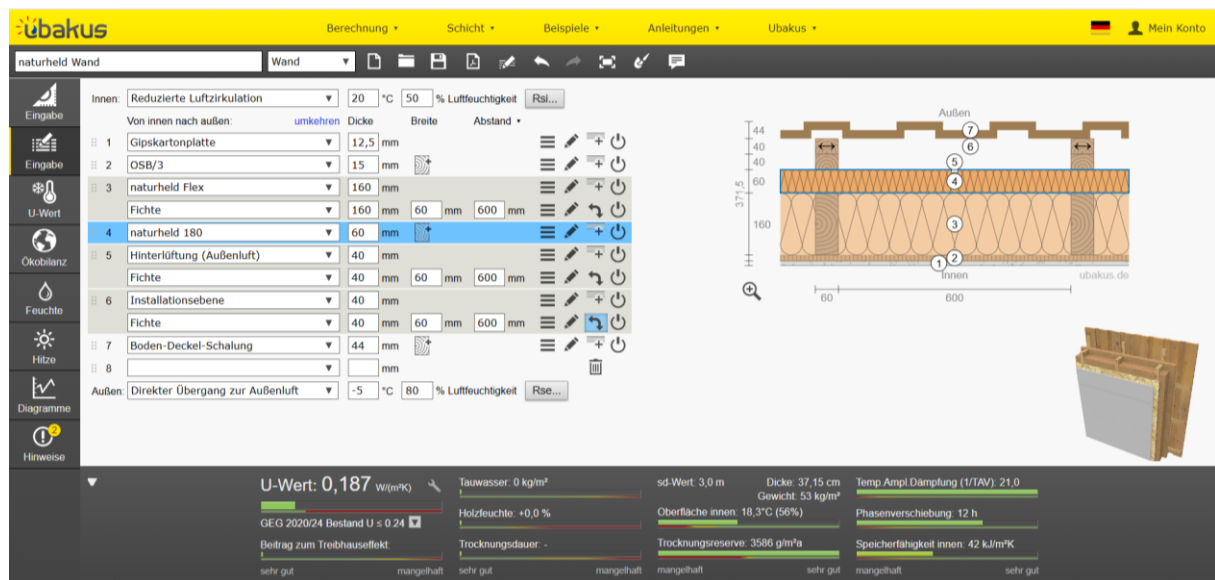 übakus
Berechnung
Schicht
Beispiele
Anleitungen
Ubakus
Mein Konto
naturheld Wand
Wand
Eingabe
Eingabe
U-Wert
Ökobilanz
Feuchte
Hitze
Diagramme
2
Hinweise
Innen: Reduzierte Luftzirkulation 20 °C 50 % Luftfeuchtigkeit Rsi...
Von innen nach außen: umkehren Dicke Breite Abstand
1 Gipskartonplatte 12,5 mm
2 OSB/3 15 mm
3 naturheld Flex 160 mm
Fichte 160 mm 60 mm 600 mm
4 naturheld 180 60 mm
5 Hinterlüftung (Außenluft) 40 mm
Fichte 40 mm 60 mm 600 mm
6 Installationsebene 40 mm
Fichte 40 mm 60 mm 600 mm
7 Boden-Deckel-Schalung 44 mm
8 mm
Außen: Direkter Übergang zur Außenluft -5 °C 80 % Luftfeuchtigkeit Rse...
Außen
44 7
40 6
40 5
60 4
371,5
160 3
1 2
Innen
ubakus.de
60 600
U-Wert: 0,187 W/(m²K)
GEG 2020/24 Bestand U ≤ 0.24
Beitrag zum Treibhauseffekt:
sehr gut mangelhaft
Tauwasser: 0 kg/m²
Holzfeuchte: +0,0 %
Trocknungsdauer: -
sehr gut mangelhaft
sd-Wert: 3,0 m Dicke: 37,15 cm
Gewicht: 53 kg/m²
Oberfläche innen: 18,3°C (56%)
Trocknungsreserve: 3586 g/m²a
mangelhaft sehr gut
Temp.Ampl.Dämpfung (1/TAV): 21,0
Phasenverschiebung: 12 h
Speicherfähigkeit innen: 42 kJ/m²K
mangelhaft sehr gut